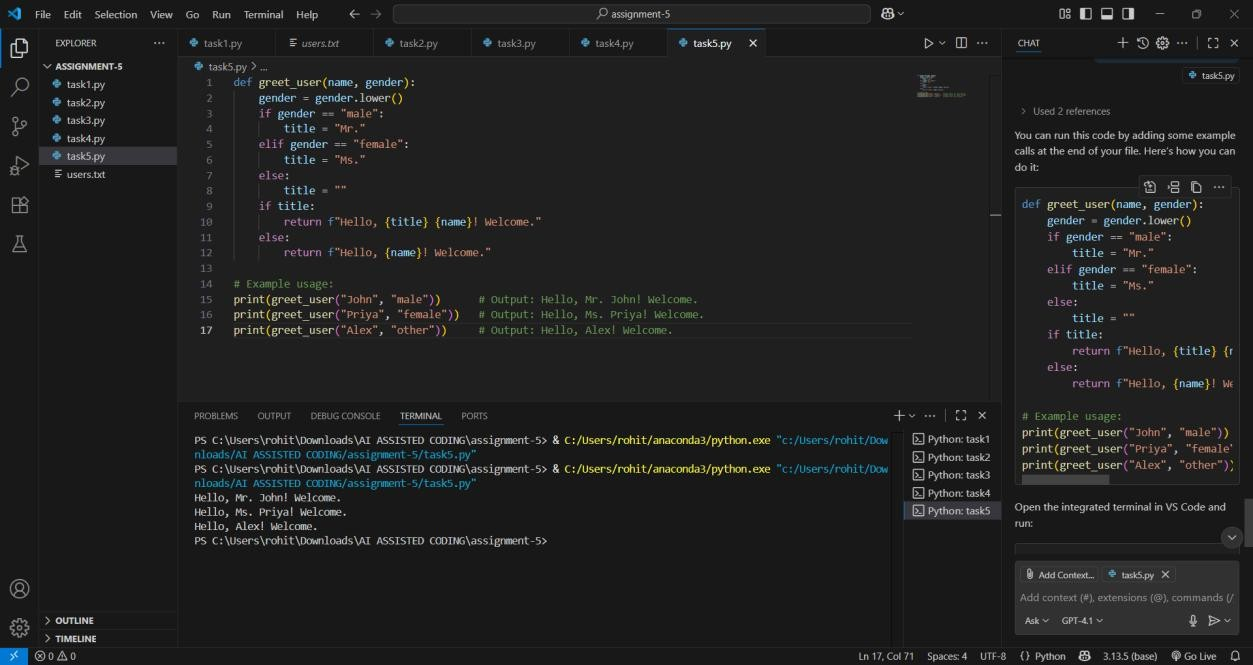 File Edit Selection View Go Run Terminal Help assignment-5
EXPLORER
ASSIGNMENT-5
task1.py
task2.py
task3.py
task4.py
task5.py
users.txt
OUTLINE
TIMELINE
task1.py users.txt task2.py task3.py task4.py task5.py
task5.py > ...
1 def greet_user(name, gender):
2     gender = gender.lower()
3     if gender == "male":
4         title = "Mr."
5     elif gender == "female":
6         title = "Ms."
7     else:
8         title = ""
9     if title:
10         return f"Hello, {title} {name}! Welcome."
11     else:
12         return f"Hello, {name}! Welcome."
13
14 # Example usage:
15 print(greet_user("John", "male"))      # Output: Hello, Mr. John! Welcome.
16 print(greet_user("Priya", "female"))   # Output: Hello, Ms. Priya! Welcome.
17 print(greet_user("Alex", "other"))     # Output: Hello, Alex! Welcome.
PROBLEMS OUTPUT DEBUG CONSOLE TERMINAL PORTS
PS C:\Users\rohit\Downloads\AI ASSISTED CODING\assignment-5> & C:/Users/rohit/anaconda3/python.exe "c:/Users/rohit/Dow
nloads/AI ASSISTED CODING/assignment-5/task5.py"
PS C:\Users\rohit\Downloads\AI ASSISTED CODING\assignment-5> & C:/Users/rohit/anaconda3/python.exe "c:/Users/rohit/Dow
nloads/AI ASSISTED CODING/assignment-5/task5.py"
Hello, Mr. John! Welcome.
Hello, Ms. Priya! Welcome.
Hello, Alex! Welcome.
PS C:\Users\rohit\Downloads\AI ASSISTED CODING\assignment-5>
Python: task1
Python: task2
Python: task3
Python: task4
Python: task5
CHAT
task5.py
> Used 2 references
You can run this code by adding some example
calls at the end of your file. Here's how you can
do it:
def greet_user(name, gender):
    gender = gender.lower()
    if gender == "male":
        title = "Mr."
    elif gender == "female":
        title = "Ms."
    else:
        title = ""
    if title:
        return f"Hello, {title} {n
    else:
        return f"Hello, {name}! We
# Example usage:
print(greet_user("John", "male"))
print(greet_user("Priya", "female"
print(greet_user("Alex", "other"))
Open the integrated terminal in VS Code and
run:
Add Context... task5.py
Add context (#), extensions (@), commands (/
Ask GPT-4.1
0 0 Ln 17, Col 71 Spaces: 4 UTF-8 {} Python 3.13.5 (base) Go Live